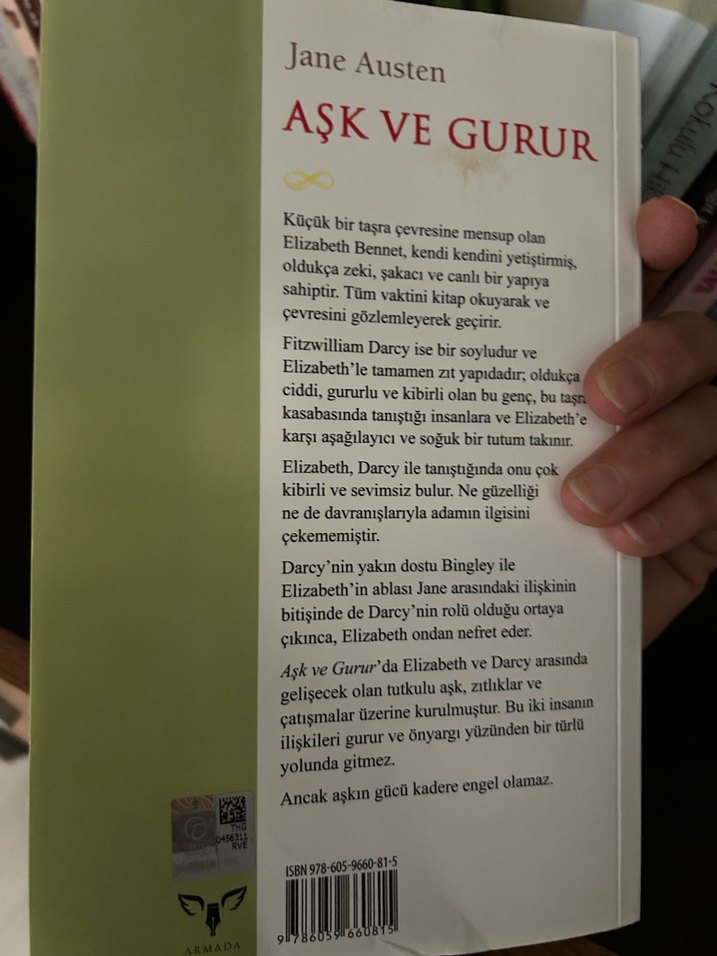 Jane Austen
AŞK VE GURUR
Küçük bir taşra çevresine mensup olan
Elizabeth Bennet, kendi kendini yetiştirmiş,
oldukça zeki, şakacı ve canlı bir yapıya
sahiptir. Tüm vaktini kitap okuyarak ve
çevresini gözlemleyerek geçirir.
Fitzwilliam Darcy ise bir soyludur ve
Elizabeth'le tamamen zıt yapıdadır; oldukça
ciddi, gururlu ve kibirli olan bu genç, bu taşra
kasabasında tanıştığı insanlara ve Elizabeth'e
karşı aşağılayıcı ve soğuk bir tutum takınır.
Elizabeth, Darcy ile tanıştığında onu çok
kibirli ve sevimsiz bulur. Ne güzelliği
ne de davranışlarıyla adamın ilgisini
çekememiştir.
Darcy'nin yakın dostu Bingley ile
Elizabeth'in ablası Jane arasındaki ilişkinin
bitişinde de Darcy'nin rolü olduğu ortaya
çıkınca, Elizabeth ondan nefret eder.
Aşk ve Gurur'da Elizabeth ve Darcy arasında
gelişecek olan tutkulu aşk, zıtlıklar ve
çatışmalar üzerine kurulmuştur. Bu iki insanın
ilişkileri gurur ve önyargı yüzünden bir türlü
yolunda gitmez.
Ancak aşkın gücü kadere engel olamaz.
THG
0456311
RVE
ISBN 978-605-9660-81-5
9 786059 660815
ARMADA
Kokulu